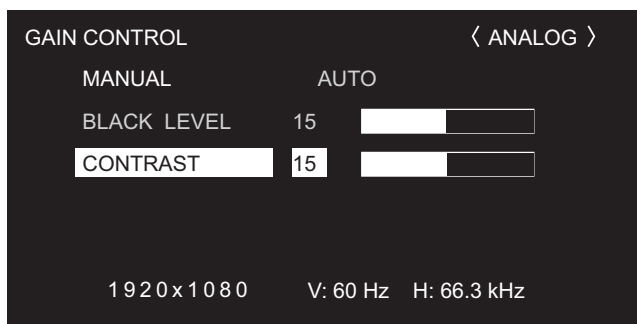 GAIN CONTROL 〈 ANALOG 〉
MANUAL AUTO
BLACK LEVEL 15
CONTRAST 15
1920x1080 V: 60 Hz H: 66.3 kHz